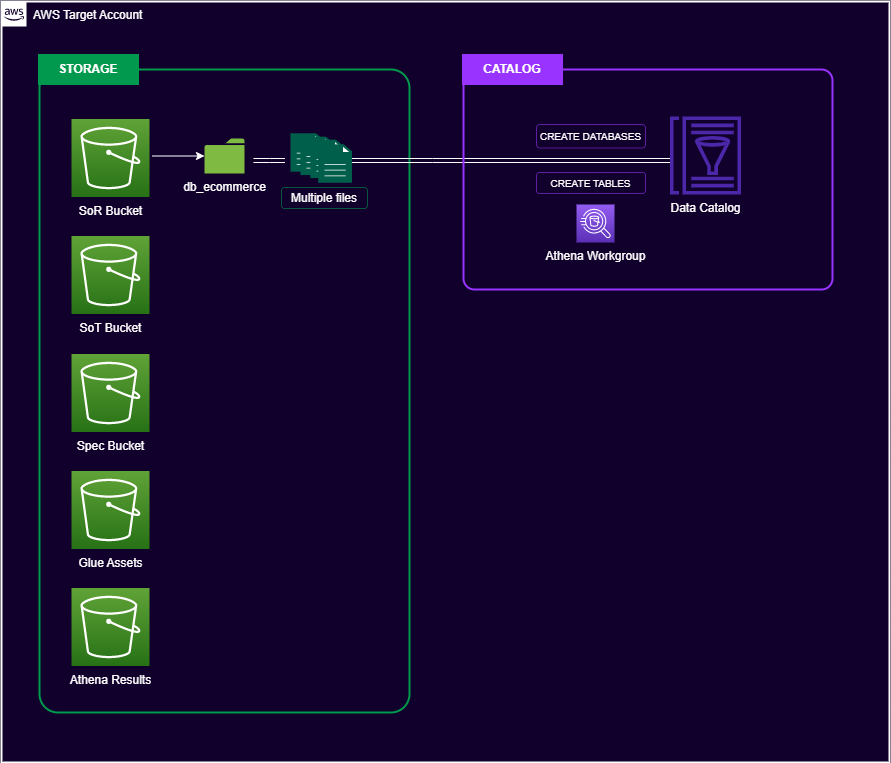 aws
AWS Target Account
STORAGE
SoR Bucket
db_ecommerce
Multiple files
SoT Bucket
Spec Bucket
Glue Assets
Athena Results
CATALOG
CREATE DATABASES
CREATE TABLES
Data Catalog
Athena Workgroup